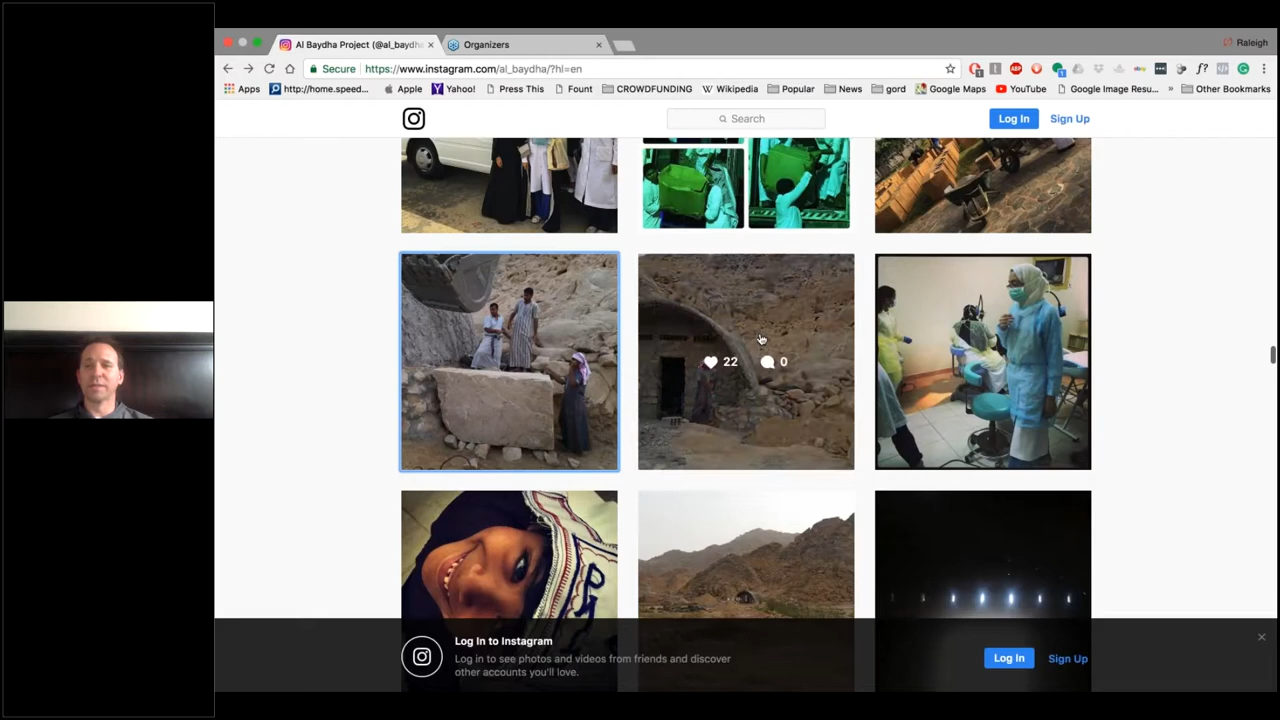 Al Baydha Project (@al_baydh
Organizers
Raleigh
Secure
https://www.instagram.com/al_baydha/?hl=en
Apps
http://home.speed...
Apple
Yahoo!
Press This
Fount
CROWDFUNDING
Wikipedia
Popular
News
gord
Google Maps
YouTube
Google Image Resu...
»
Other Bookmarks
Search
Log In
Sign Up
22
0
Log In to Instagram
Log in to see photos and videos from friends and discover
other accounts you'll love.
Log In
Sign Up